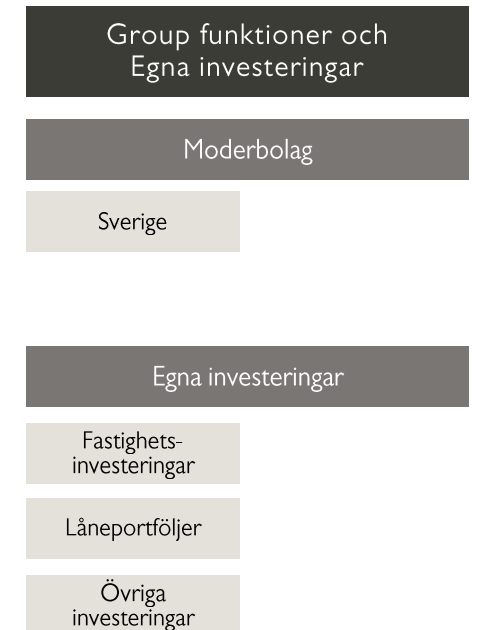 Group funktioner och
Egna investeringar
Moderbolag
Sverige
Egna investeringar
Fastighets-
investeringar
Låneportföljer
Övriga
investeringar